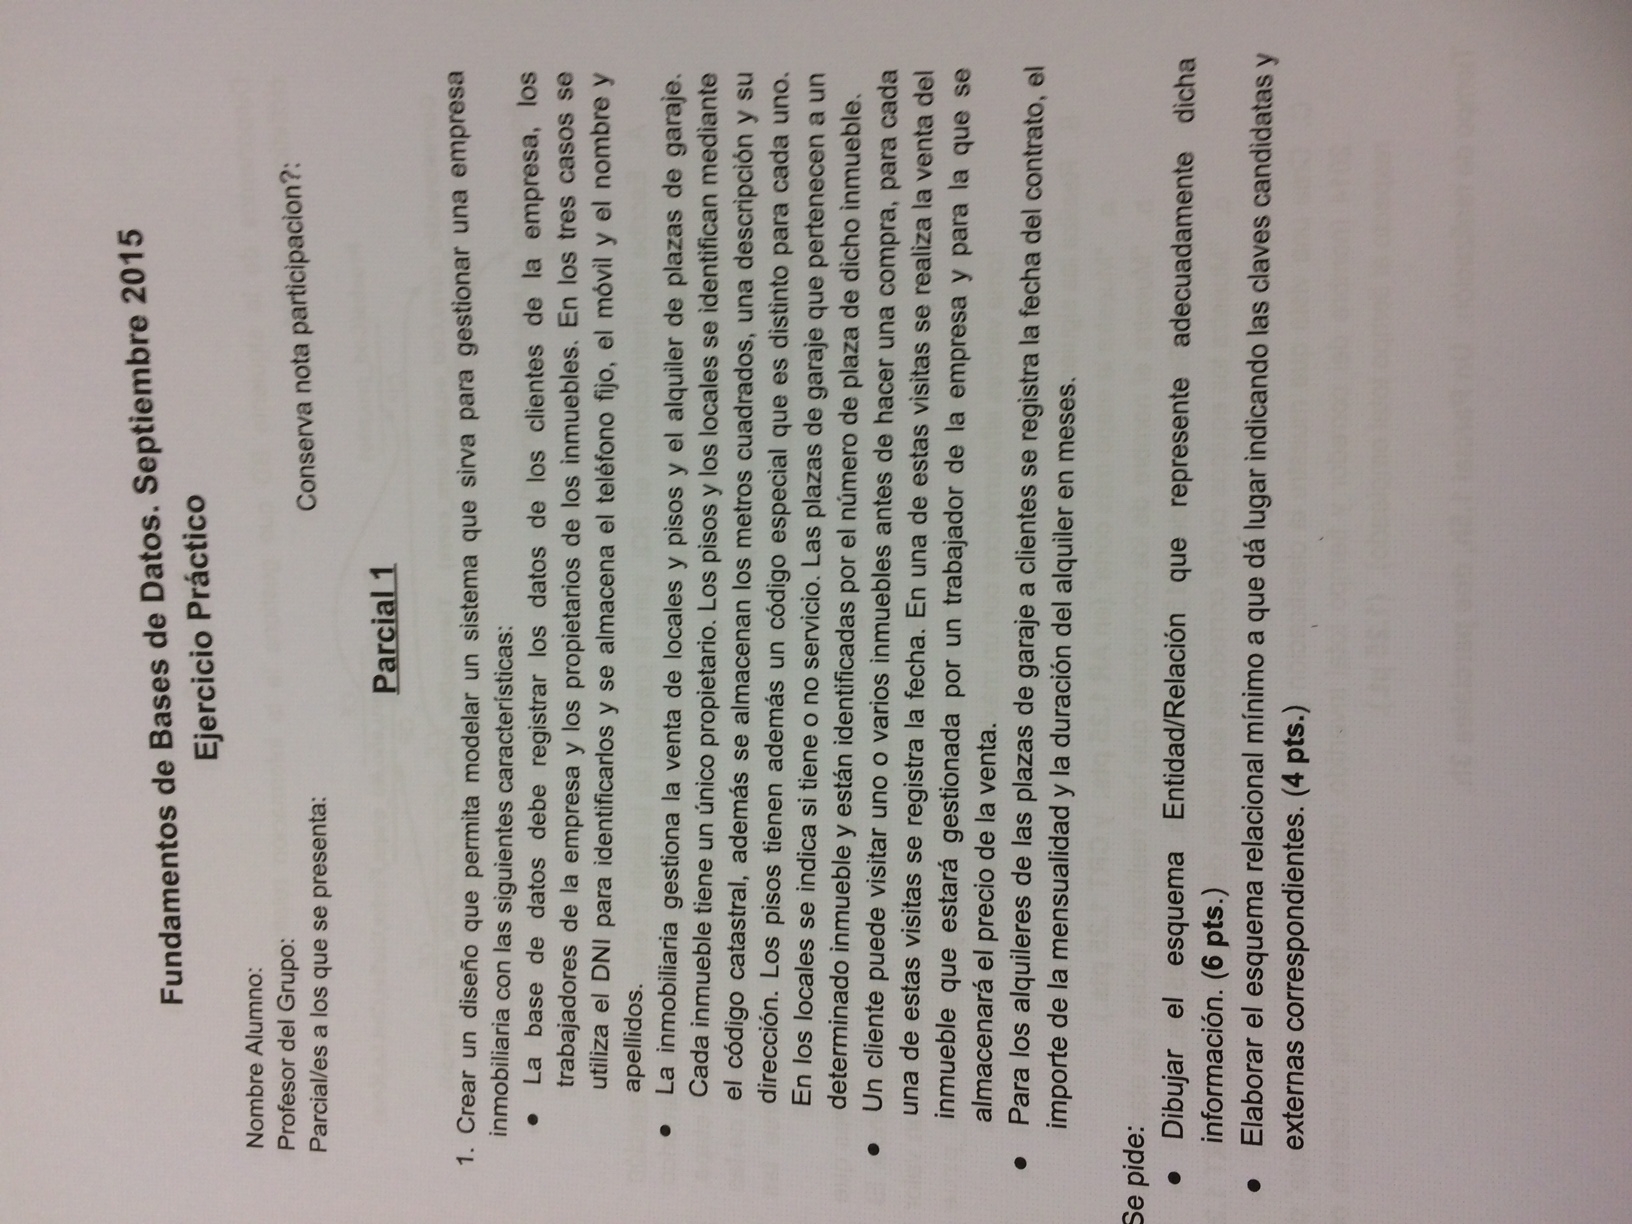 Fundamentos de Bases de Datos. Septiembre 2015
Ejercicio Práctico
Nombre Alumno:
Profesor del Grupo:
Parcial/es a los que se presenta:
Conserva nota participacion?:
Parcial 1
1. Crear un diseño que permita modelar un sistema que sirva para gestionar una empresa
inmobiliaria con las siguientes características:
• La base de datos debe registrar los datos de los clientes de la empresa, los
trabajadores de la empresa y los propietarios de los inmuebles. En los tres casos se
utiliza el DNI para identificarlos y se almacena el teléfono fijo, el móvil y el nombre y
apellidos.
• La inmobiliaria gestiona la venta de locales y pisos y el alquiler de plazas de garaje.
Cada inmueble tiene un único propietario. Los pisos y los locales se identifican mediante
el código catastral, además se almacenan los metros cuadrados, una descripción y su
dirección. Los pisos tienen además un código especial que es distinto para cada uno.
En los locales se indica si tiene o no servicio. Las plazas de garaje que pertenecen a un
determinado inmueble y están identificadas por el número de plaza de dicho inmueble.
• Un cliente puede visitar uno o varios inmuebles antes de hacer una compra, para cada
una de estas visitas se registra la fecha. En una de estas visitas se realiza la venta del
inmueble que estará gestionada por un trabajador de la empresa y para la que se
almacenará el precio de la venta.
• Para los alquileres de las plazas de garaje a clientes se registra la fecha del contrato, el
importe de la mensualidad y la duración del alquiler en meses.
Se pide:
• Dibujar el esquema Entidad/Relación que represente adecuadamente dicha
información. (6 pts.)
• Elaborar el esquema relacional mínimo a que dá lugar indicando las claves candidatas y
externas correspondientes. (4 pts.)